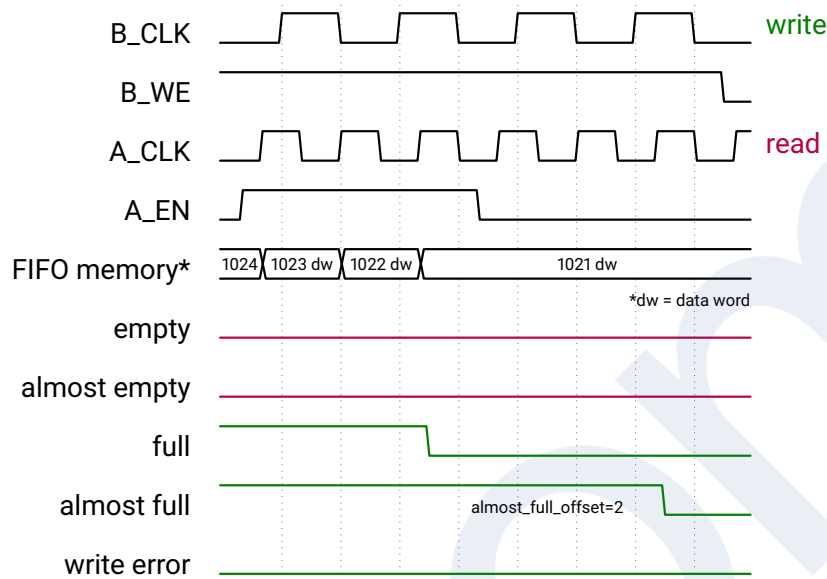 B_CLK
write
B_WE
A_CLK
read
A_EN
FIFO memory*
1024
1023 dw
1022 dw
1021 dw
*dw = data word
empty
almost empty
full
almost full
almost_full_offset=2
write error